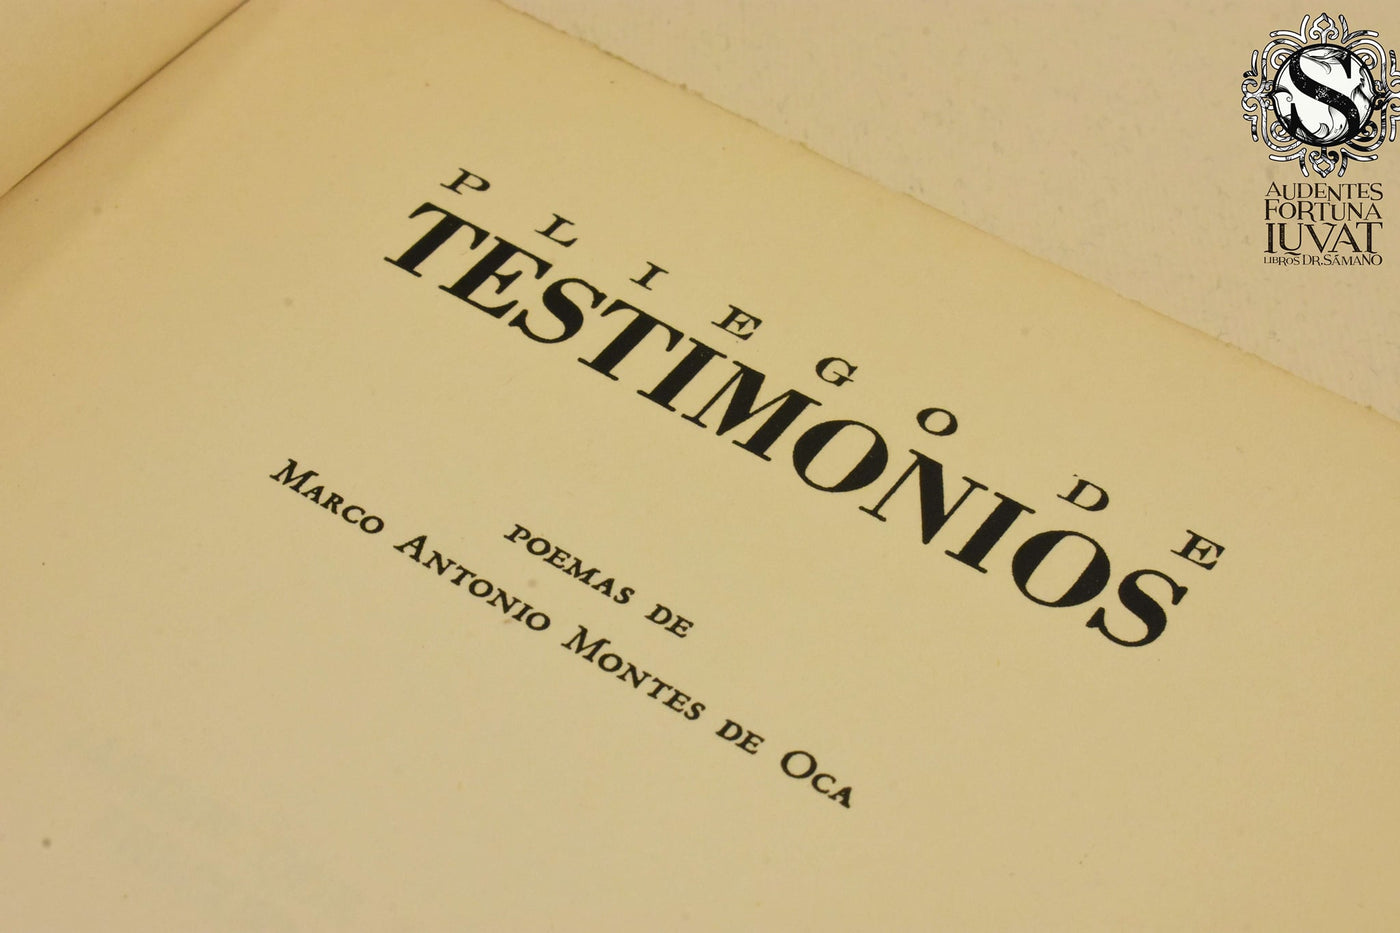 PLIEGO DE
TESTIMONIOS
POEMAS DE
MARCO ANTONIO MONTES DE OCA
S
AUDENTES
FORTUNA
IUVAT
LIBROS DR. SÁMANO